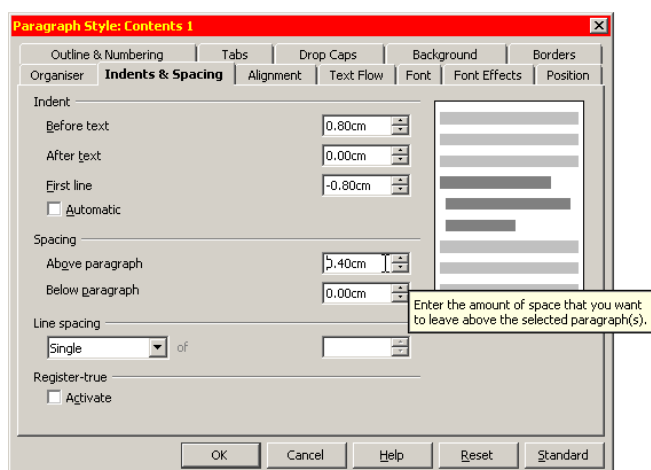 Paragraph Style: Contents 1
Outline & Numbering Tabs Drop Caps Background Borders
Organiser Indents & Spacing Alignment Text Flow Font Font Effects Position
Indent
Before text 0.80cm
After text 0.00cm
First line -0.80cm
Automatic
Spacing
Above paragraph 0.40cm
Below paragraph 0.00cm
Enter the amount of space that you want
to leave above the selected paragraph(s).
Line spacing
Single of
Register-true
Activate
OK Cancel Help Reset Standard